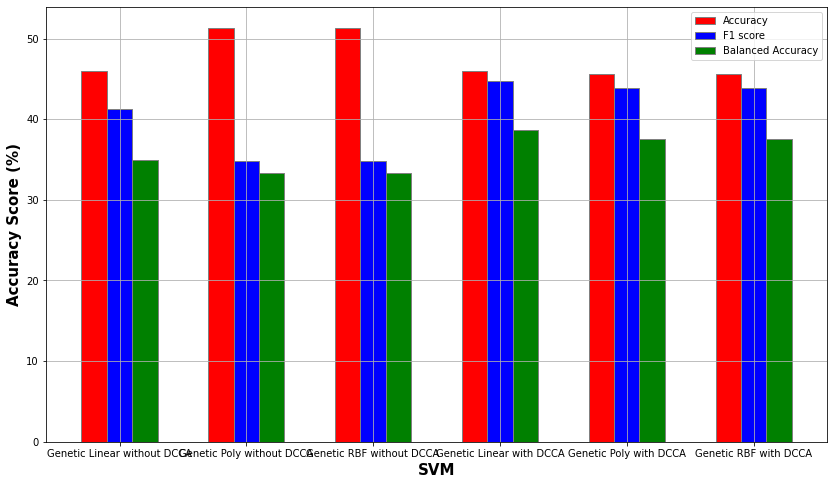 Accuracy
F1 score
Balanced Accuracy
Accuracy Score (%)
50
40
30
20
10
0
Genetic Linear without DCCA Genetic Poly without DCCA Genetic RBF without DCCA Genetic Linear with DCCA Genetic Poly with DCCA Genetic RBF with DCCA
SVM